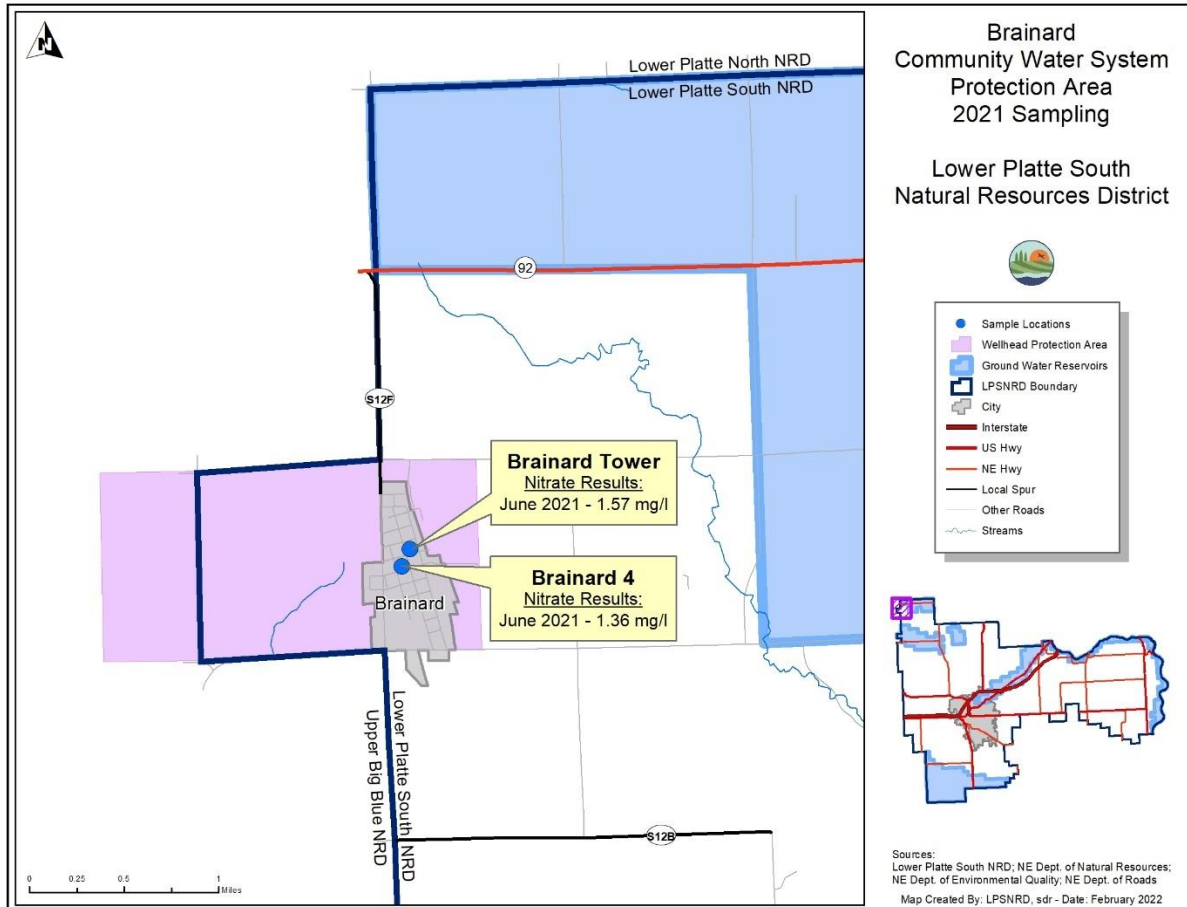 N
Lower Platte North NRD
Lower Platte South NRD
92
S12F
Brainard Tower
Nitrate Results:
June 2021 - 1.57 mg/l
Brainard 4
Nitrate Results:
June 2021 - 1.36 mg/l
Brainard
Lower Platte South NRD
Upper Big Blue NRD
S12B
0 0.25 0.5 1
Miles
Brainard
Community Water System
Protection Area
2021 Sampling
Lower Platte South
Natural Resources District
Sample Locations
Wellhead Protection Area
Ground Water Reservoirs
LPSNRD Boundary
City
Interstate
US Hwy
NE Hwy
Local Spur
Other Roads
Streams
Sources:
Lower Platte South NRD; NE Dept. of Natural Resources;
NE Dept. of Environmental Quality; NE Dept. of Roads
Map Created By: LPSNRD, sdr - Date: February 2022